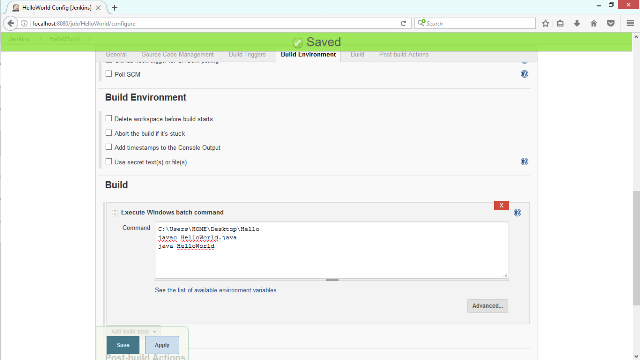 HelloWorld Config [Jenkins]
localhost:8080/job/HelloWorld/configure
Search
Saved
Jenkins HelloWorld
General Source Code Management Build Triggers Build Environment Build Post-build Actions
Poll SCM
Build Environment
Delete workspace before build starts
Abort the build if it's stuck
Add timestamps to the Console Output
Use secret text(s) or file(s)
Build
X
Execute Windows batch command
Command
C:\Users\HOME\Desktop\Hello
javac HelloWorld.java
java HelloWorld
See the list of available environment variables
Advanced...
Add build step
Save Apply
Post-build Actions